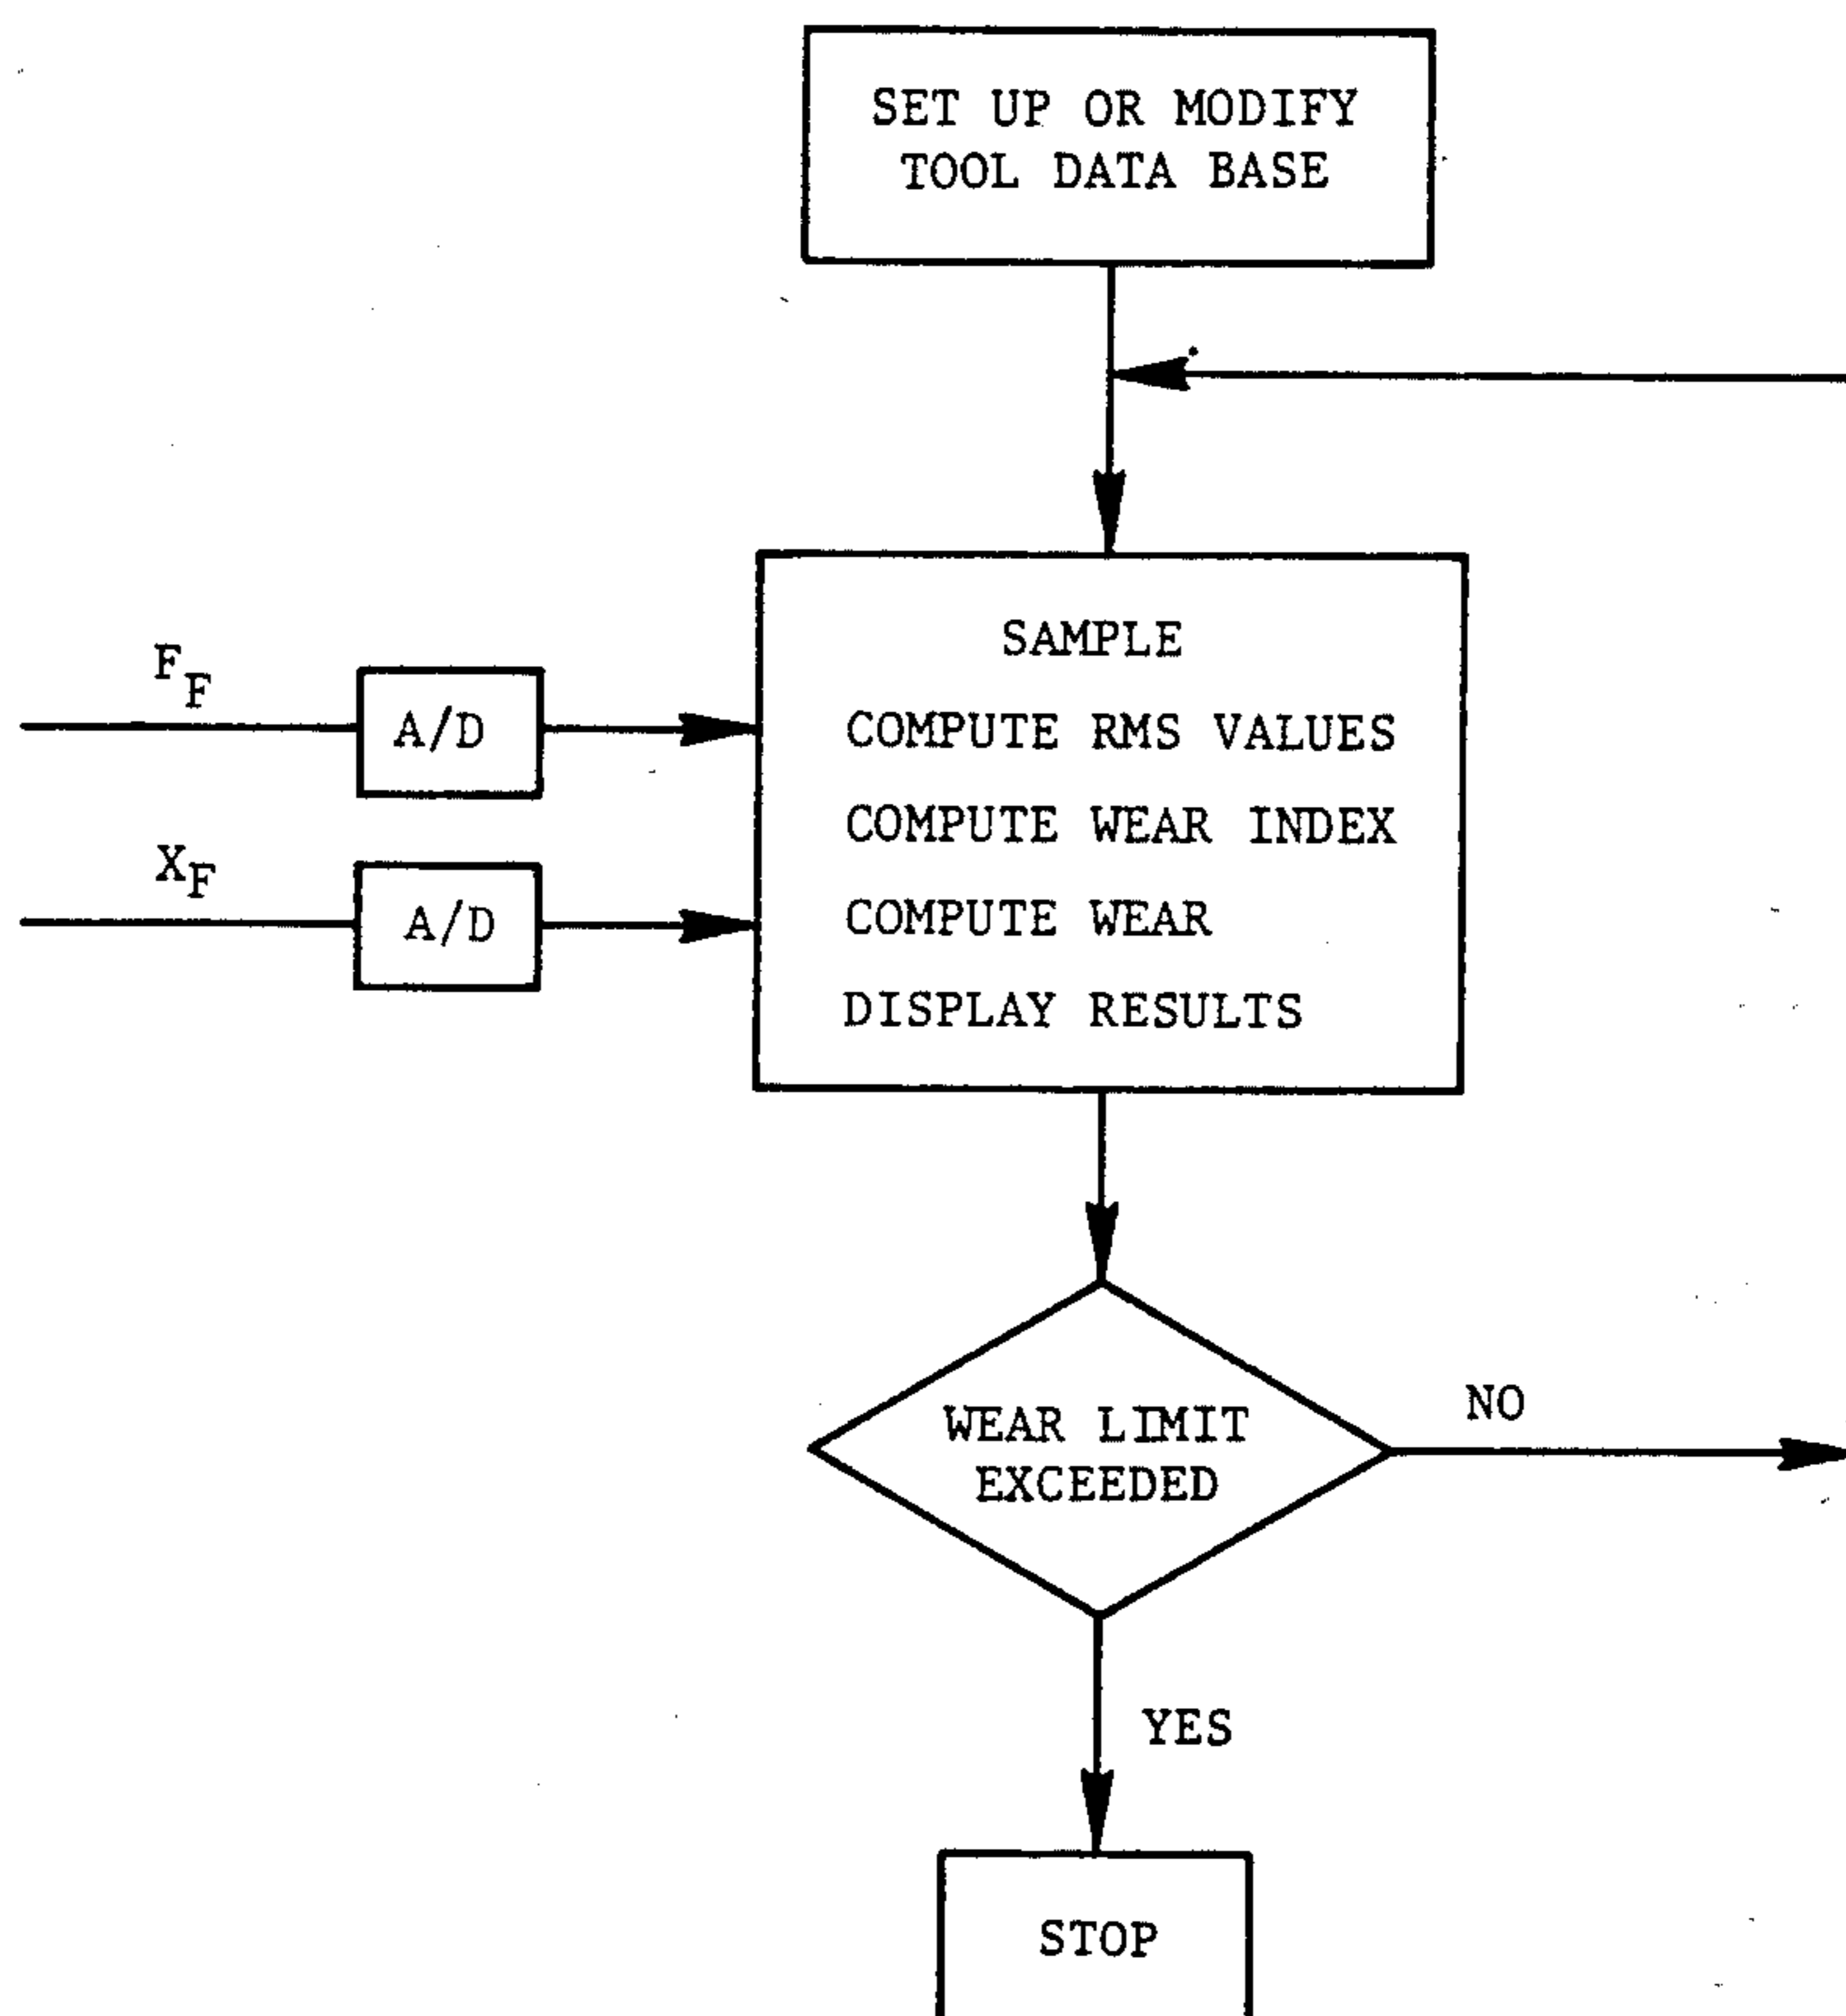 SET UP OR MODIFY
TOOL DATA BASE
SAMPLE
F_F
A/D
COMPUTE RMS VALUES
COMPUTE WEAR INDEX
X_F
A/D
COMPUTE WEAR
DISPLAY RESULTS
WEAR LIMIT
EXCEEDED
NO
YES
STOP